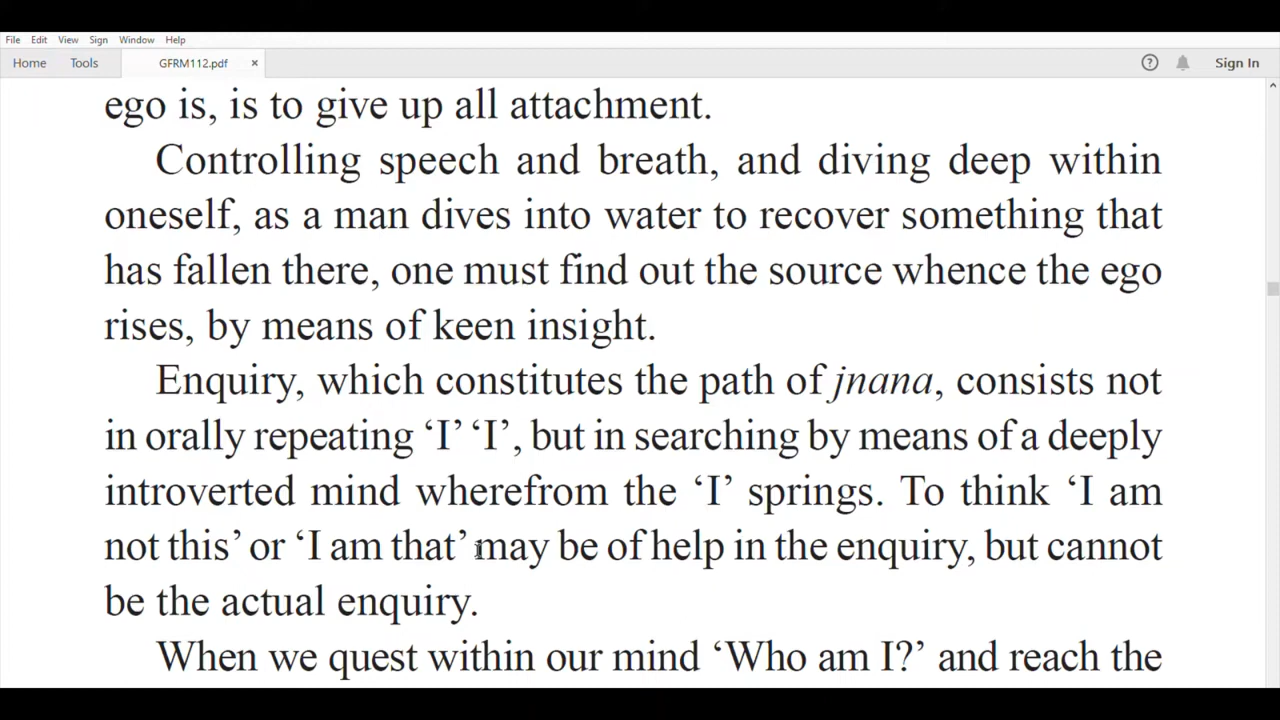 File Edit View Sign Window Help
Home Tools GFRM112.pdf × ? Sign In
ego is, is to give up all attachment.
Controlling speech and breath, and diving deep within
oneself, as a man dives into water to recover something that
has fallen there, one must find out the source whence the ego
rises, by means of keen insight.
Enquiry, which constitutes the path of jnana, consists not
in orally repeating ‘I’ ‘I’, but in searching by means of a deeply
introverted mind wherefrom the ‘I’ springs. To think ‘I am
not this’ or ‘I am that’ may be of help in the enquiry, but cannot
be the actual enquiry.
When we quest within our mind ‘Who am I?’ and reach the